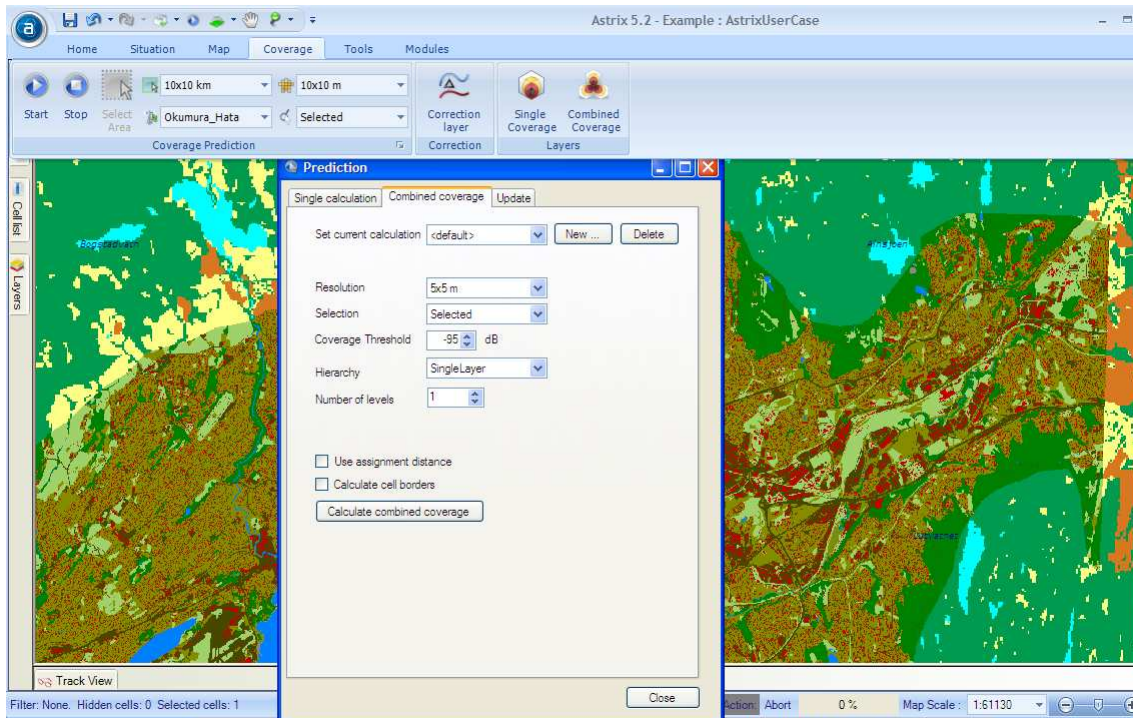 Astrix 5.2 - Example : AstrixUserCase
Home Situation Map Coverage Tools Modules
10x10 km 10x10 m
Okumura_Hata Selected
Start Stop Select Area Correction layer Single Coverage Combined Coverage
Coverage Prediction Correction Layers
Cell list
Layers
Prediction
Single calculation Combined coverage Update
Set current calculation <default> New ... Delete
Resolution 5x5 m
Selection Selected
Coverage Threshold -95 dB
Hierarchy SingleLayer
Number of levels 1
Use assignment distance
Calculate cell borders
Calculate combined coverage
Close
Track View
Filter: None. Hidden cells: 0 Selected cells: 1 Action: Abort 0 % Map Scale : 1:61130